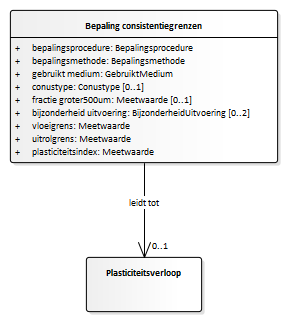 Bepaling consistentiegrenzen
+ bepalingsprocedure: Bepalingsprocedure
+ bepalingsmethode: Bepalingsmethode
+ gebruikt medium: GebruiktMedium
+ conustype: Conustype [0..1]
+ fractie groter500um: Meetwaarde [0..1]
+ bijzonderheid uitvoering: BijzonderheidUitvoering [0..2]
+ vloeigrens: Meetwaarde
+ uitrolgrens: Meetwaarde
+ plasticiteitsindex: Meetwaarde
leidt tot
0..1
Plasticiteitsverloop